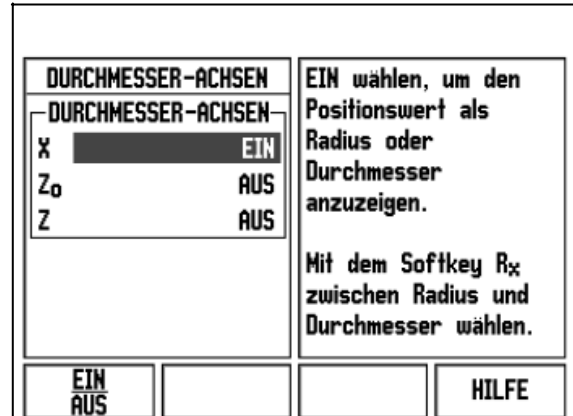 DURCHMESSER-ACHSEN
DURCHMESSER-ACHSEN
X EIN
Zo AUS
Z AUS
EIN wählen, um den
Positionswert als
Radius oder
Durchmesser
anzuzeigen.
Mit dem Softkey Rx
zwischen Radius und
Durchmesser wählen.
EIN
AUS
HILFE